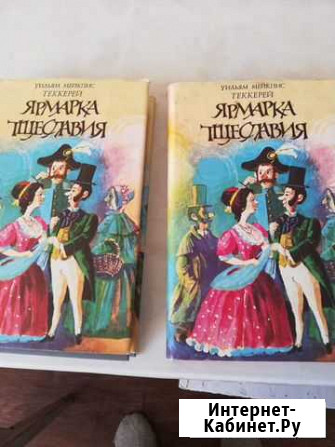 УИЛЬЯМ МЕЙКПИС
ТЕККЕРЕЙ
ЯРМАРКА
ТЩЕСЛАВИЯ
УИЛЬЯМ МЕЙКПИС
ТЕККЕРЕЙ
ЯРМАРКА
ТЩЕСЛАВИЯ
Интернет-
Кабинет.Ру